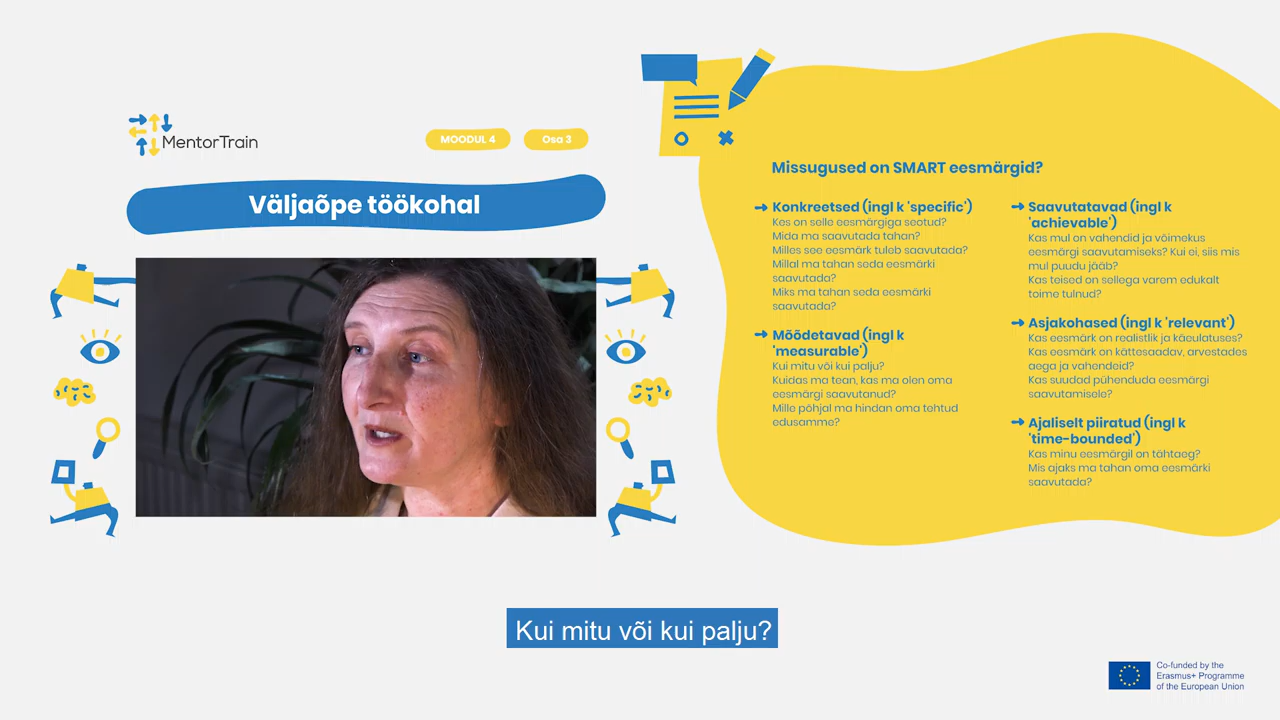 MentorTrain
MOODUL 4
Osa 3
Väljaõpe töökohal
Missugused on SMART eesmärgid?
Konkreetsed (ingl k 'specific')
Kes on selle eesmärgiga seotud?
Mida ma saavutada tahan?
Milles see eesmärk tuleb saavutada?
Millal ma tahan seda eesmärki
saavutada?
Miks ma tahan seda eesmärki
saavutada?
Mõõdetavad (ingl k
'measurable')
Kui mitu või kui palju?
Kuidas ma tean, kas ma olen oma
eesmärgi saavutanud?
Mille põhjal ma hindan oma tehtud
edusamme?
Saavutatavad (ingl k
'achievable')
Kas mul on vahendid ja võimekus
eesmärgi saavutamiseks? Kui ei, siis mis
mul puudu jääb?
Kas teised on sellega varem edukalt
toime tulnud?
Asjakohased (ingl k 'relevant')
Kas eesmärk on realistlik ja käeulatuses?
Kas eesmärk on kättesaadav, arvestades
aega ja vahendeid?
Kas suudad pühenduda eesmärgi
saavutamisele?
Ajaliselt piiratud (ingl k
'time-bounded')
Kas minu eesmärgil on tähtaeg?
Mis ajaks ma tahan oma eesmärki
saavutada?
Kui mitu või kui palju?
Co-funded by the
Erasmus+ Programme
of the European Union